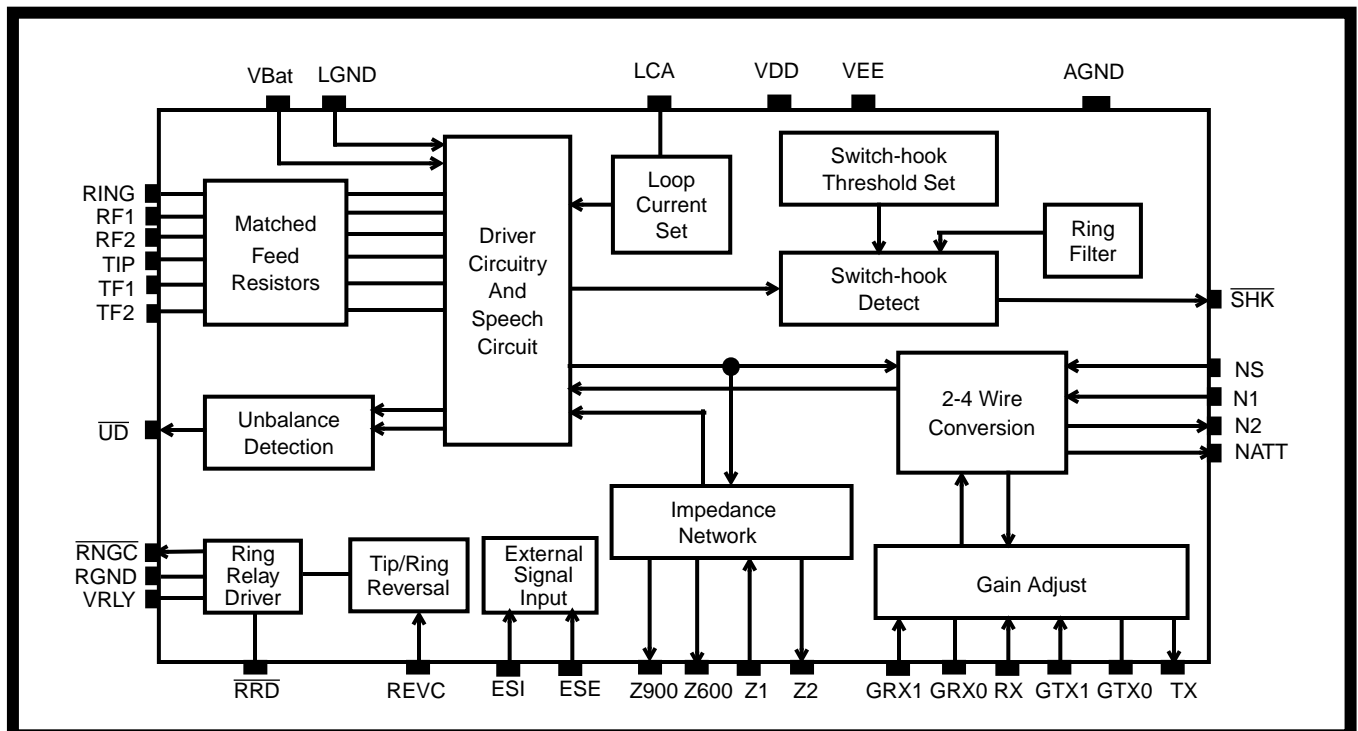 VBat LGND LCA VDD VEE AGND
Switch-hook
Threshold Set
Loop
Current
Set
RING
RF1
RF2
TIP
TF1
TF2
Matched
Feed
Resistors
Driver
Circuitry
And
Speech
Circuit
Ring
Filter
Switch-hook
Detect
SHK
NS
N1
N2
NATT
2-4 Wire
Conversion
UD
Unbalance
Detection
Impedance
Network
RNGC
RGND
VRLY
Ring
Relay
Driver
Tip/Ring
Reversal
External
Signal
Input
Gain Adjust
RRD REVC ESI ESE Z900 Z600 Z1 Z2 GRX1 GRX0 RX GTX1 GTX0 TX